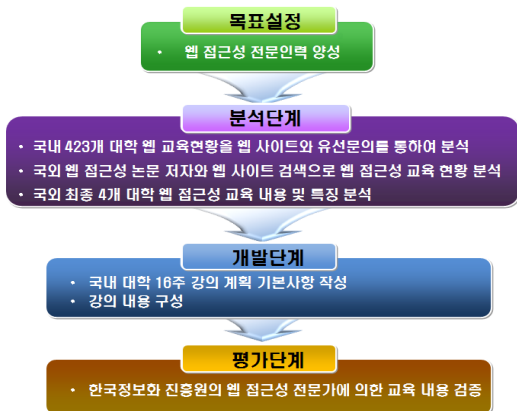 목표설정
• 웹 접근성 전문인력 양성
분석단계
• 국내 423개 대학 웹 교육현황을 웹 사이트와 유선문의를 통하여 분석
• 국외 웹 접근성 논문 저자와 웹 사이트 검색으로 웹 접근성 교육 현황 분석
• 국외 최종 4개 대학 웹 접근성 교육 내용 및 특징 분석
개발단계
• 국내 대학 16주 강의 계획 기본사항 작성
• 강의 내용 구성
평가단계
• 한국정보화 진흥원의 웹 접근성 전문가에 의한 교육 내용 검증